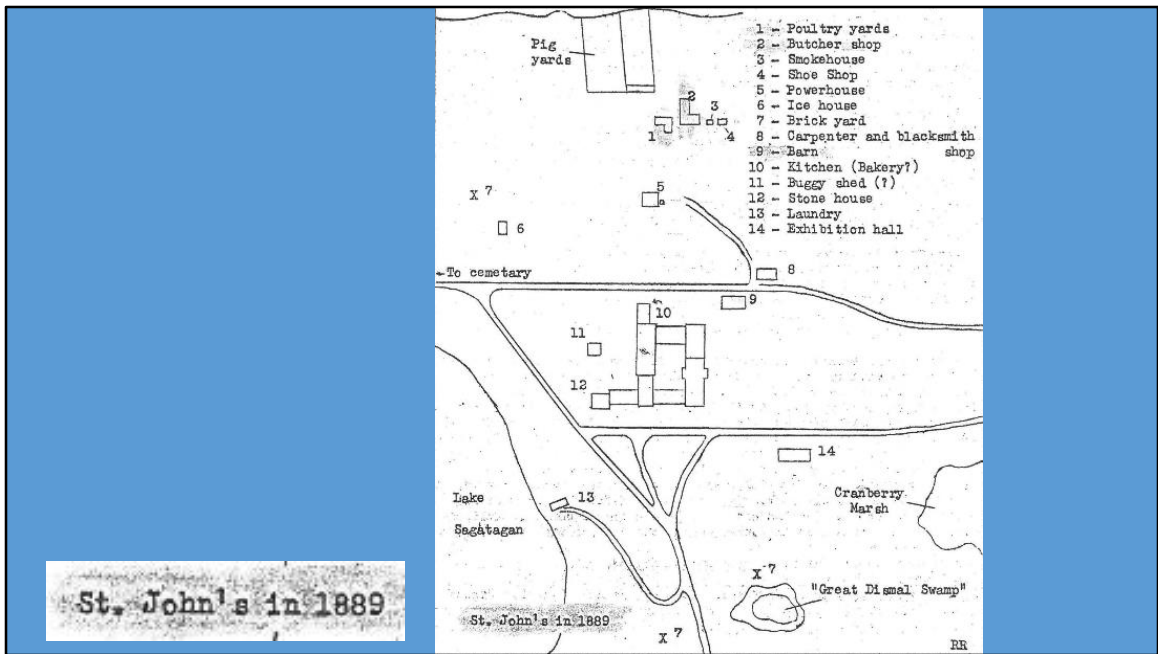 Pig
yards
1 - Poultry yards
2 - Butcher shop
3 - Smokehouse
4 - Shoe Shop
5 - Powerhouse
6 - Ice house
7 - Brick yard
8 - Carpenter and blacksmith
shop
9 - Barn
10 - Kitchen (Bakery?)
11 - Buggy shed (?)
12 - Stone house
13 - Laundry
14 - Exhibition hall
2
3
1
4
X 7
5
6
←To cemetary
8
9
10
11
12
14
Lake
Sagatagan
13
Cranberry
Marsh
X 7
"Great Dismal Swamp"
St. John's in 1889
X 7
RR
St. John's in 1889